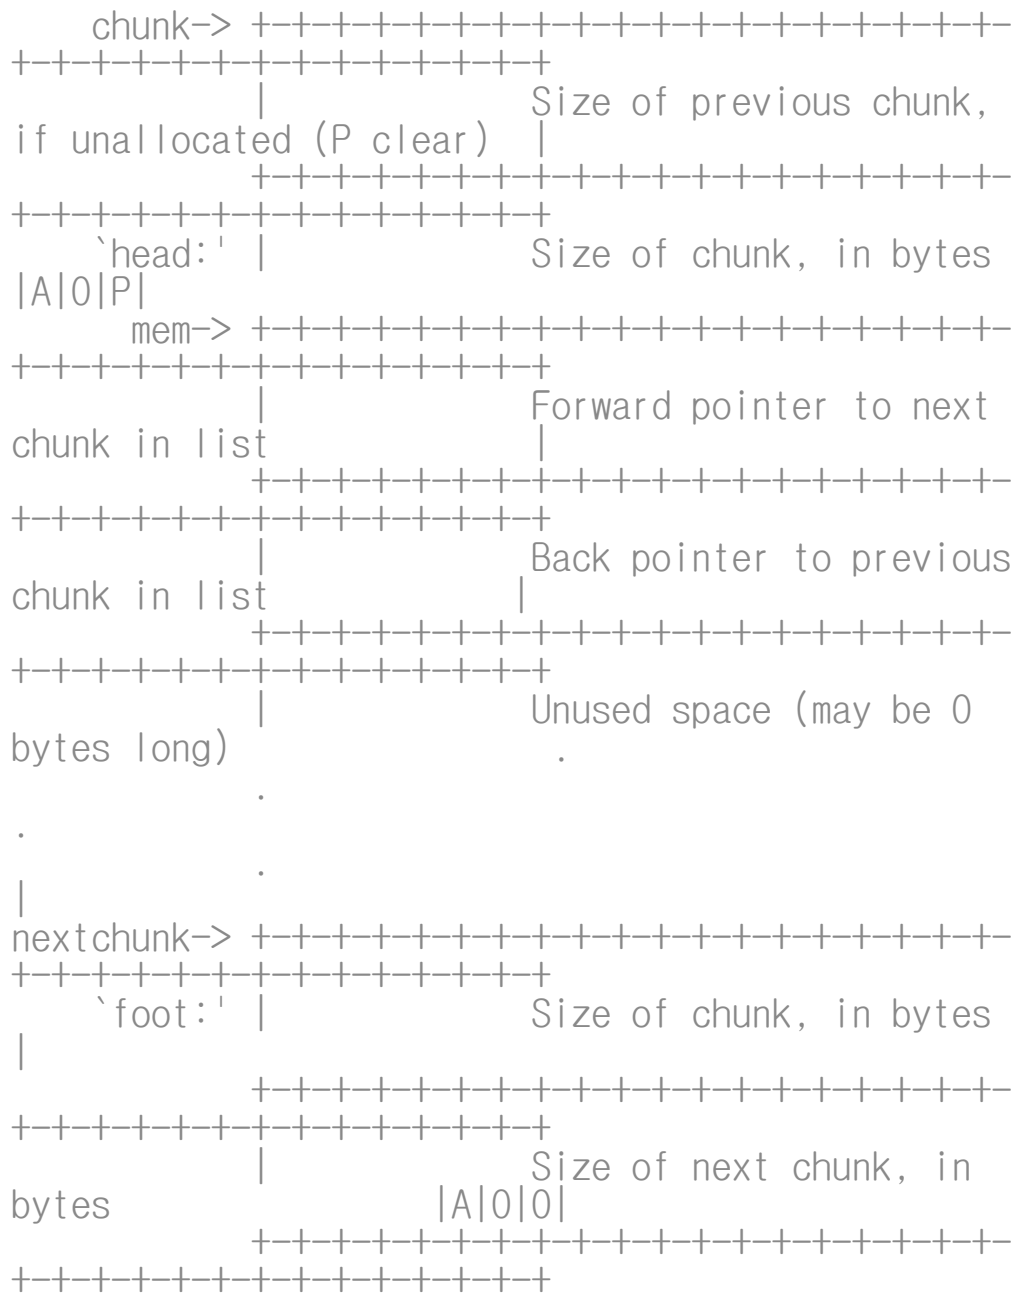 chunk-> +-+-+-+-+-+-+-+-+-+-+-+-+-+-+-+-+-+-+-
+-+-+-+-+-+-+-+-+-+-+-+-+-+
            |             Size of previous chunk,
if unallocated (P clear)  |
            +-+-+-+-+-+-+-+-+-+-+-+-+-+-+-+-+-+-+-
+-+-+-+-+-+-+-+-+-+-+-+-+-+
    `head:' |             Size of chunk, in bytes
|A|0|P|
      mem-> +-+-+-+-+-+-+-+-+-+-+-+-+-+-+-+-+-+-+-
+-+-+-+-+-+-+-+-+-+-+-+-+-+
            |             Forward pointer to next
chunk in list             |
            +-+-+-+-+-+-+-+-+-+-+-+-+-+-+-+-+-+-+-
+-+-+-+-+-+-+-+-+-+-+-+-+-+
            |             Back pointer to previous
chunk in list            |
            +-+-+-+-+-+-+-+-+-+-+-+-+-+-+-+-+-+-+-
+-+-+-+-+-+-+-+-+-+-+-+-+-+
            |             Unused space (may be 0
bytes long)                .
            .
.
            .
|
nextchunk-> +-+-+-+-+-+-+-+-+-+-+-+-+-+-+-+-+-+-+-
+-+-+-+-+-+-+-+-+-+-+-+-+-+
    `foot:' |             Size of chunk, in bytes
|
            +-+-+-+-+-+-+-+-+-+-+-+-+-+-+-+-+-+-+-
+-+-+-+-+-+-+-+-+-+-+-+-+-+
            |             Size of next chunk, in
bytes                |A|0|0|
            +-+-+-+-+-+-+-+-+-+-+-+-+-+-+-+-+-+-+-
+-+-+-+-+-+-+-+-+-+-+-+-+-+